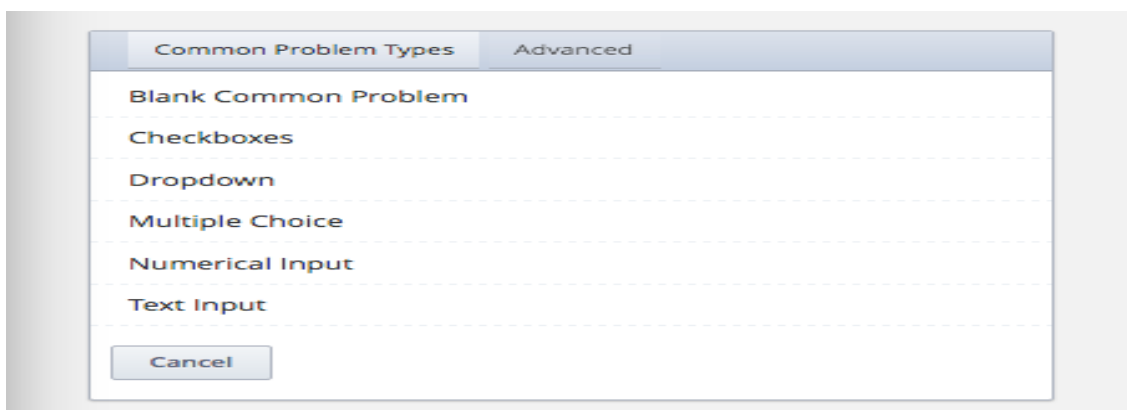 Common Problem Types Advanced
Blank Common Problem
Checkboxes
Dropdown
Multiple Choice
Numerical Input
Text Input
Cancel